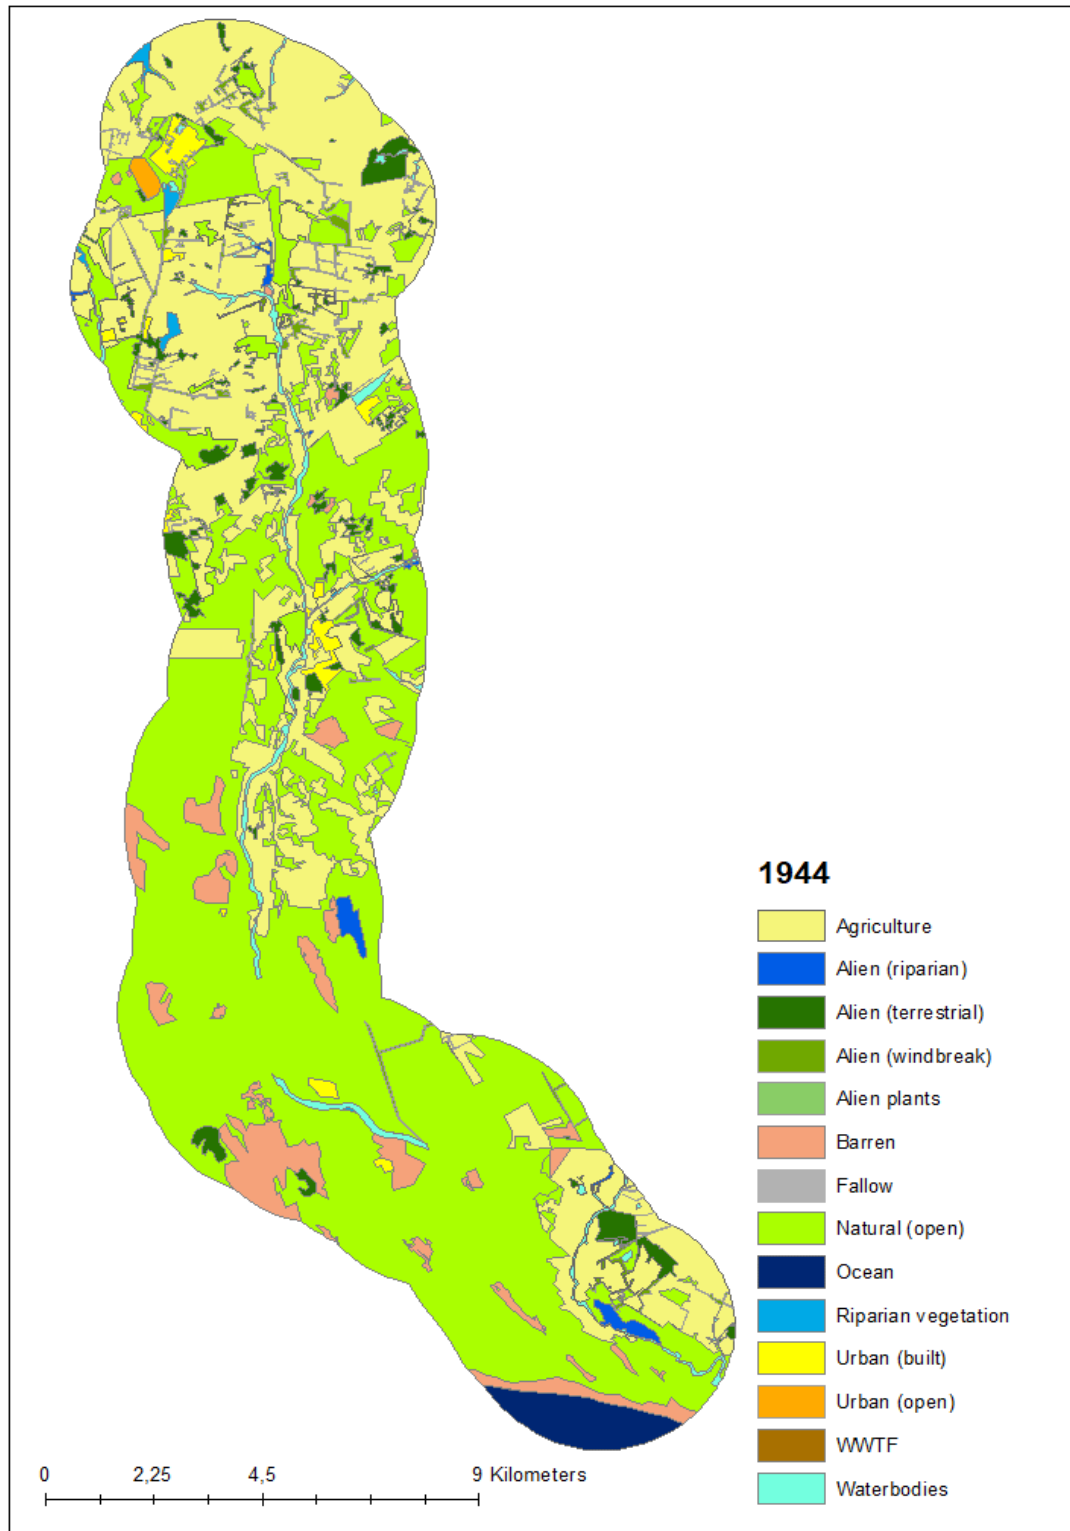 1944
Agriculture
Alien (riparian)
Alien (terrestrial)
Alien (windbreak)
Alien plants
Barren
Fallow
Natural (open)
Ocean
Riparian vegetation
Urban (built)
Urban (open)
WWTF
Waterbodies
0 2,25 4,5 9 Kilometers